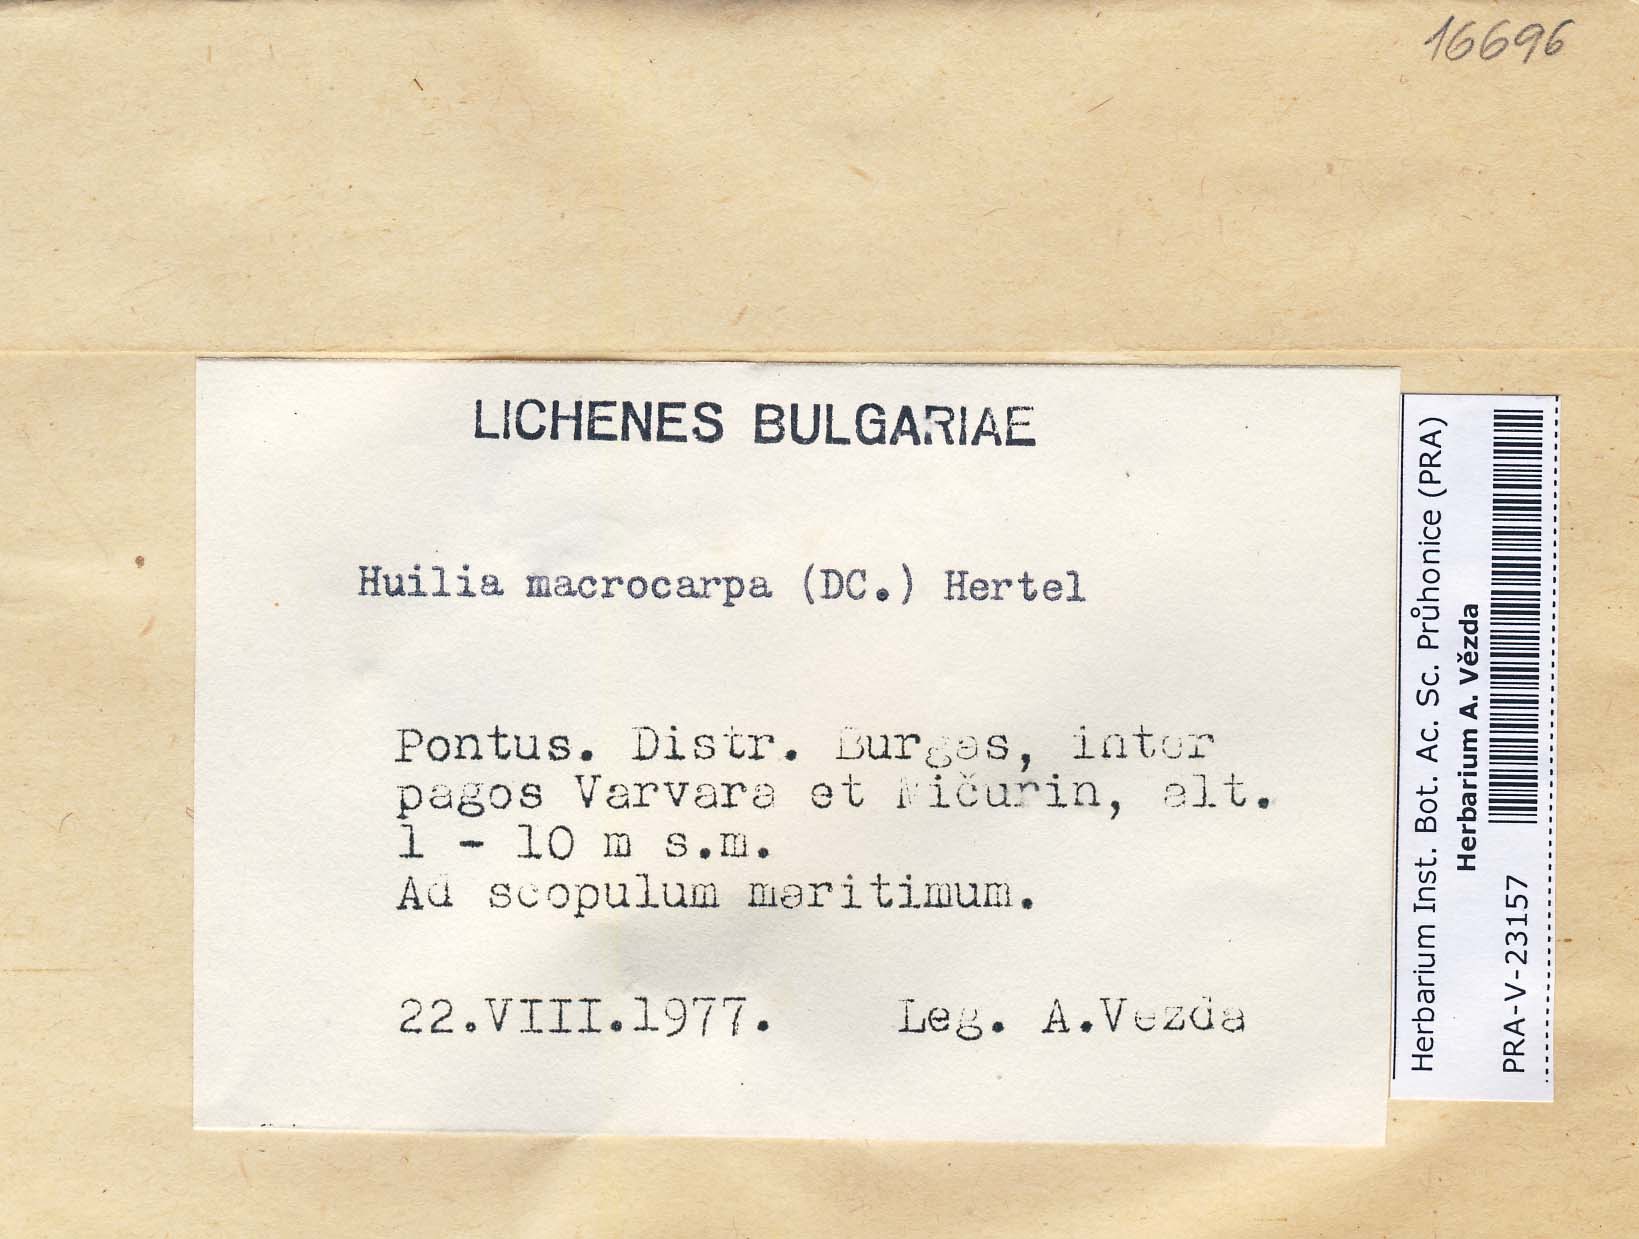 16696
LICHENES BULGARIAE
Huilia macrocarpa (DC.) Hertel
Pontus. Distr. Burgas, inter
pagos Varvara et Mičurin, alt.
1 - 10 m s.m.
Ad scopulum maritimum.
22.VIII.1977. Leg. A.Vezda
Herbarium Inst. Bot. Ac. Sc. Průhonice (PRA)
Herbarium A. Vězda
PRA-V-23157